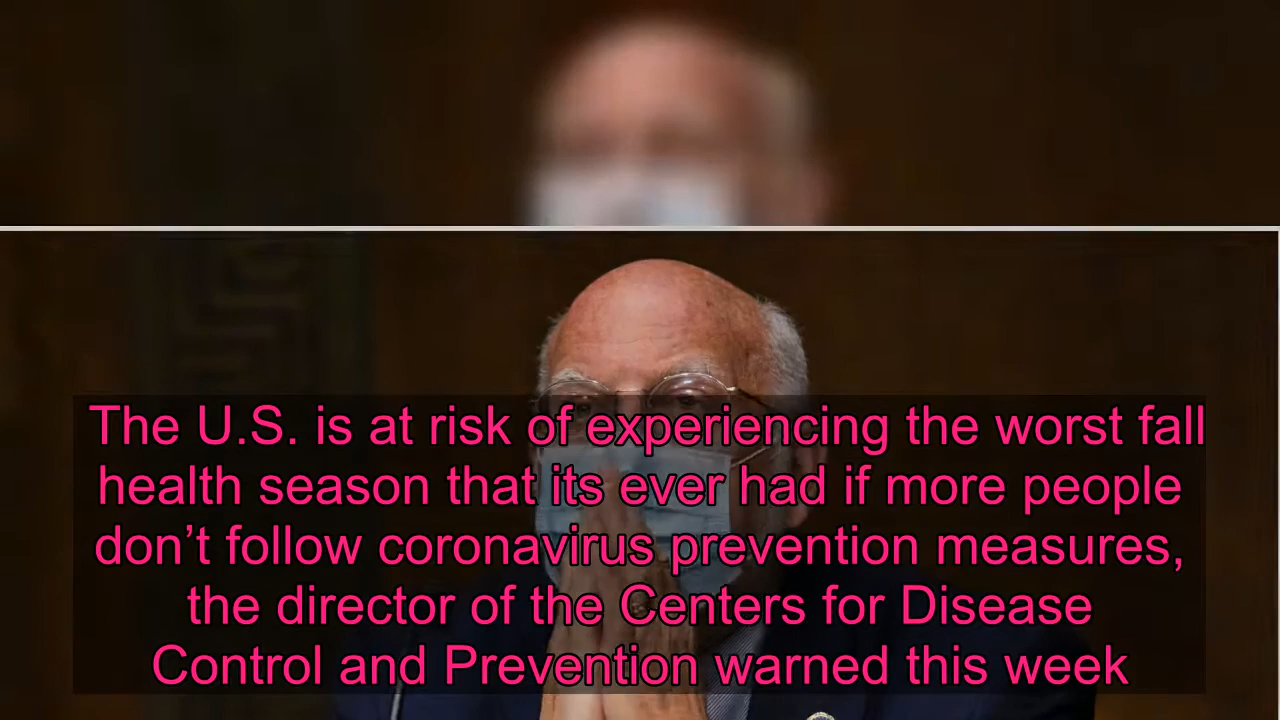 The U.S. is at risk of experiencing the worst fall
health season that its ever had if more people
don’t follow coronavirus prevention measures,
the director of the Centers for Disease
Control and Prevention warned this week